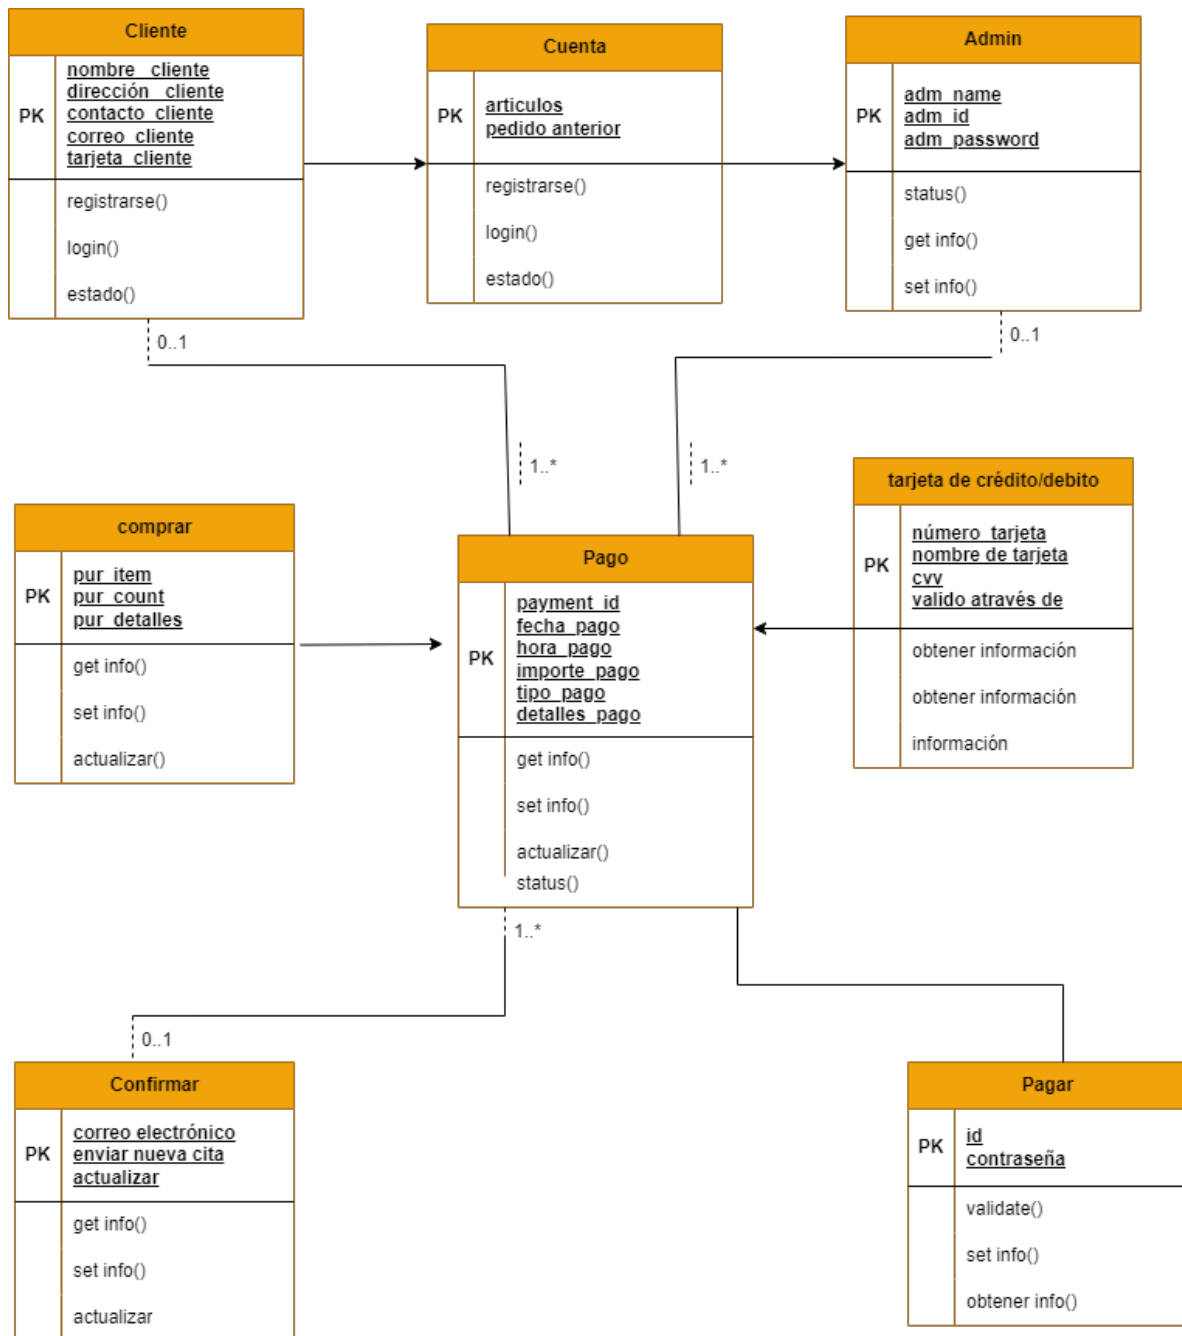 Cliente
PK
nombre_cliente
dirección_cliente
contacto_cliente
correo_cliente
tarjeta_cliente
registrarse()
login()
estado()
Cuenta
PK
articulos
pedido anterior
registrarse()
login()
estado()
Admin
PK
adm_name
adm_id
adm_password
status()
get info()
set info()
0..1
0..1
1..*
1..*
comprar
PK
pur_item
pur_count
pur_detalles
get info()
set info()
actualizar()
Pago
PK
payment_id
fecha_pago
hora_pago
importe_pago
tipo_pago
detalles_pago
get info()
set info()
actualizar()
status()
tarjeta de crédito/debito
PK
número_tarjeta
nombre de tarjeta
cvv
valido através de
obtener información
obtener información
información
1..*
0..1
Confirmar
PK
correo electrónico
enviar nueva cita
actualizar
get info()
set info()
actualizar
Pagar
PK
id
contraseña
validate()
set info()
obtener info()